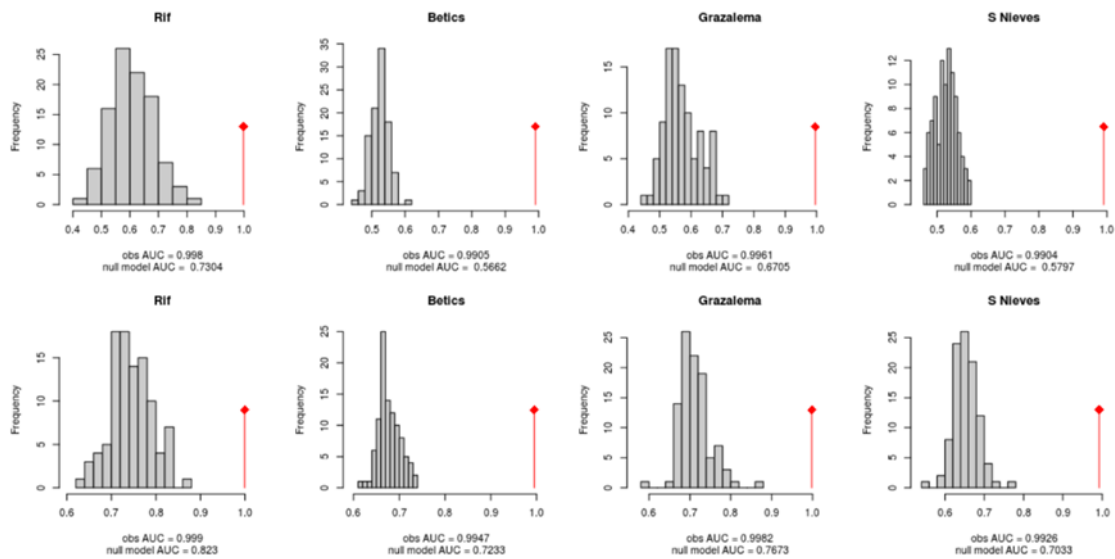 Rif Betics Grazalema S Nieves
Frequency Frequency Frequency Frequency
25 20 15 10 5 0
35 30 25 20 15 10 5 0
15 10 5 0
12 10 8 6 4 2 0
0.4 0.5 0.6 0.7 0.8 0.9 1.0
0.5 0.6 0.7 0.8 0.9 1.0
0.4 0.5 0.6 0.7 0.8 0.9 1.0
0.5 0.6 0.7 0.8 0.9 1.0
obs AUC = 0.998
null model AUC = 0.7304
obs AUC = 0.9905
null model AUC = 0.5662
obs AUC = 0.9961
null model AUC = 0.6705
obs AUC = 0.9904
null model AUC = 0.5797
Rif Betics Grazalema S Nieves
Frequency Frequency Frequency Frequency
15 10 5 0
25 20 15 10 5 0
25 20 15 10 5 0
25 20 15 10 5 0
0.6 0.7 0.8 0.9 1.0
0.6 0.7 0.8 0.9 1.0
0.6 0.7 0.8 0.9 1.0
0.6 0.7 0.8 0.9 1.0
obs AUC = 0.999
null model AUC = 0.823
obs AUC = 0.9947
null model AUC = 0.7233
obs AUC = 0.9982
null model AUC = 0.7673
obs AUC = 0.9926
null model AUC = 0.7033